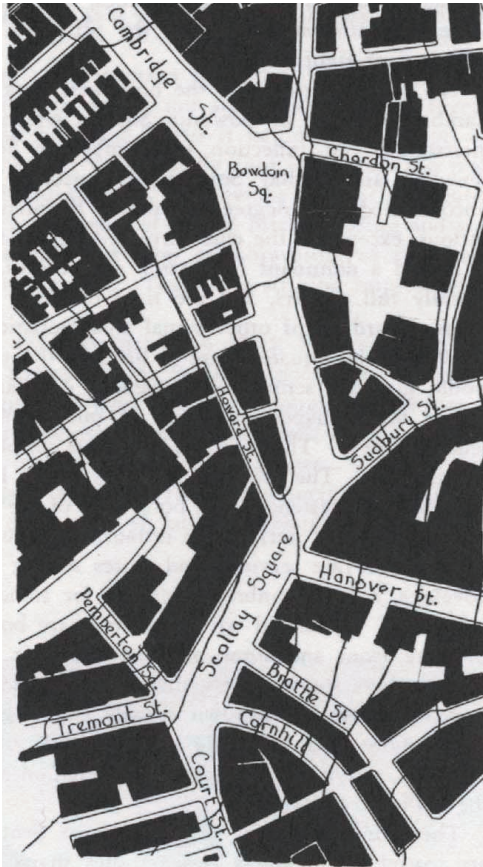 Cambridge
St.
Chardon St.
Bowdoin
Sq.
Howard St.
Sudbury St.
Scollay Square
Hanover St.
Pemberton St.
Brattle St.
Tremont St.
Cornhill
Court St.